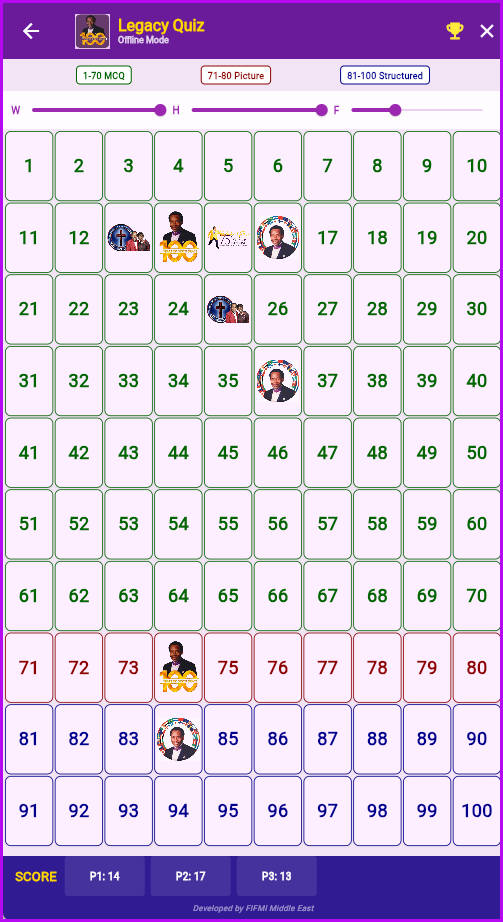 Legacy Quiz
Offline Mode
100
1-70 MCQ 71-80 Picture 81-100 Structured
W H F
1 2 3 4 5 6 7 8 9 10
11 12 100 17 18 19 20
21 22 23 24 26 27 28 29 30
31 32 33 34 35 37 38 39 40
41 42 43 44 45 46 47 48 49 50
51 52 53 54 55 56 57 58 59 60
61 62 63 64 65 66 67 68 69 70
71 72 73 100 75 76 77 78 79 80
81 82 83 85 86 87 88 89 90
91 92 93 94 95 96 97 98 99 100
SCORE P1: 14 P2: 17 P3: 13
Developed by FIFMI Middle East